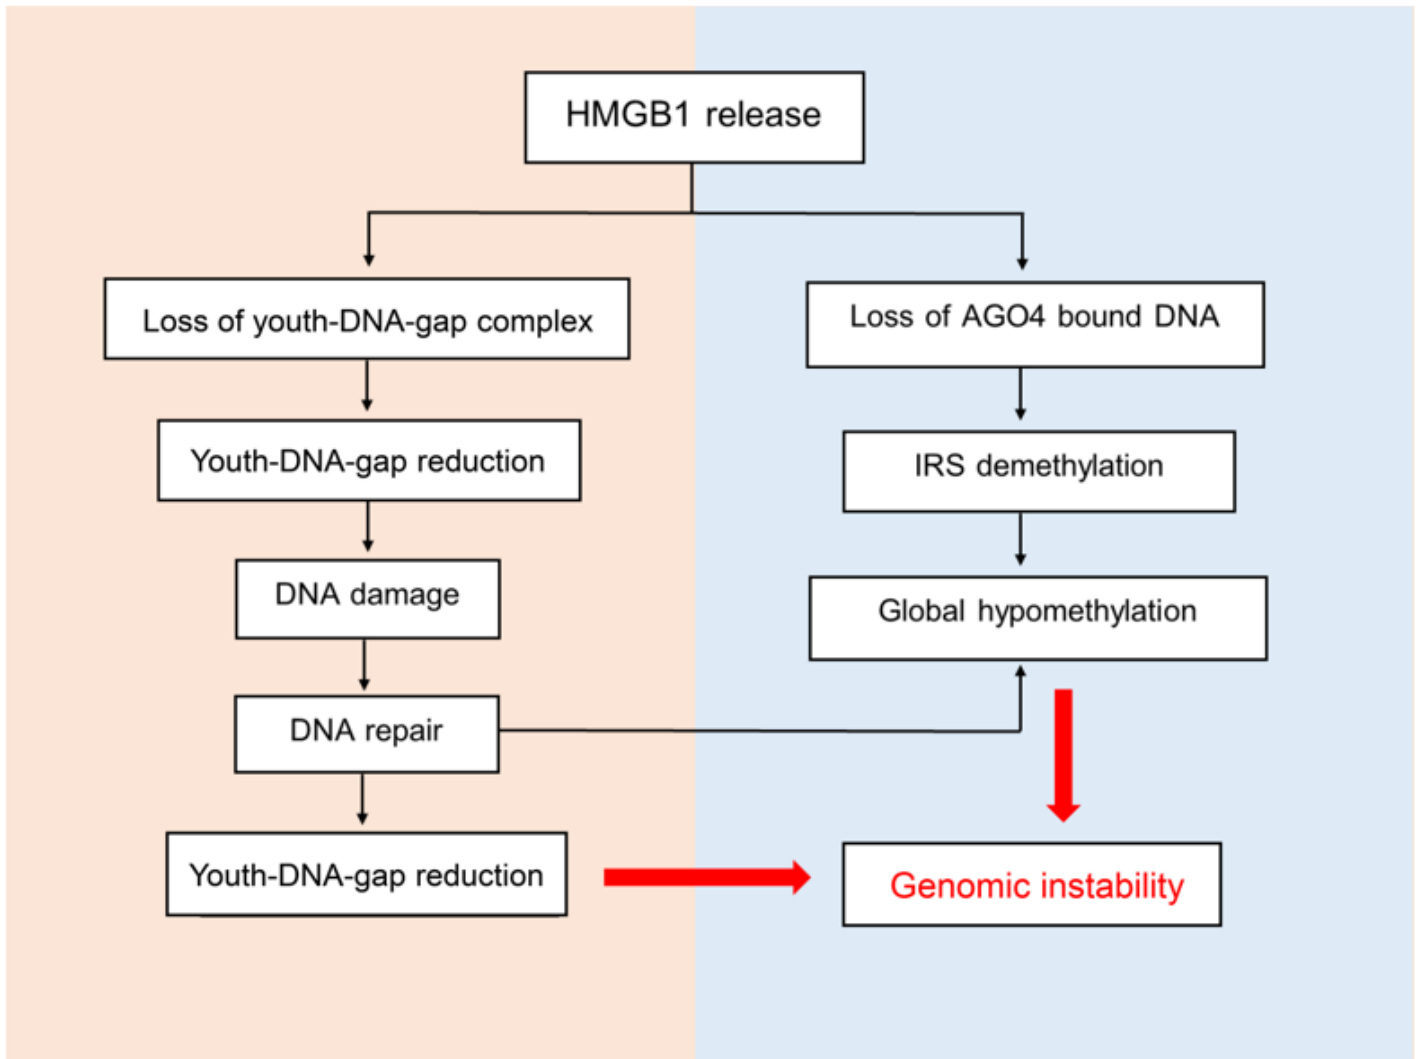 HMGB1 release
Loss of youth-DNA-gap complex
Youth-DNA-gap reduction
DNA damage
DNA repair
Youth-DNA-gap reduction
Loss of AGO4 bound DNA
IRS demethylation
Global hypomethylation
Genomic instability